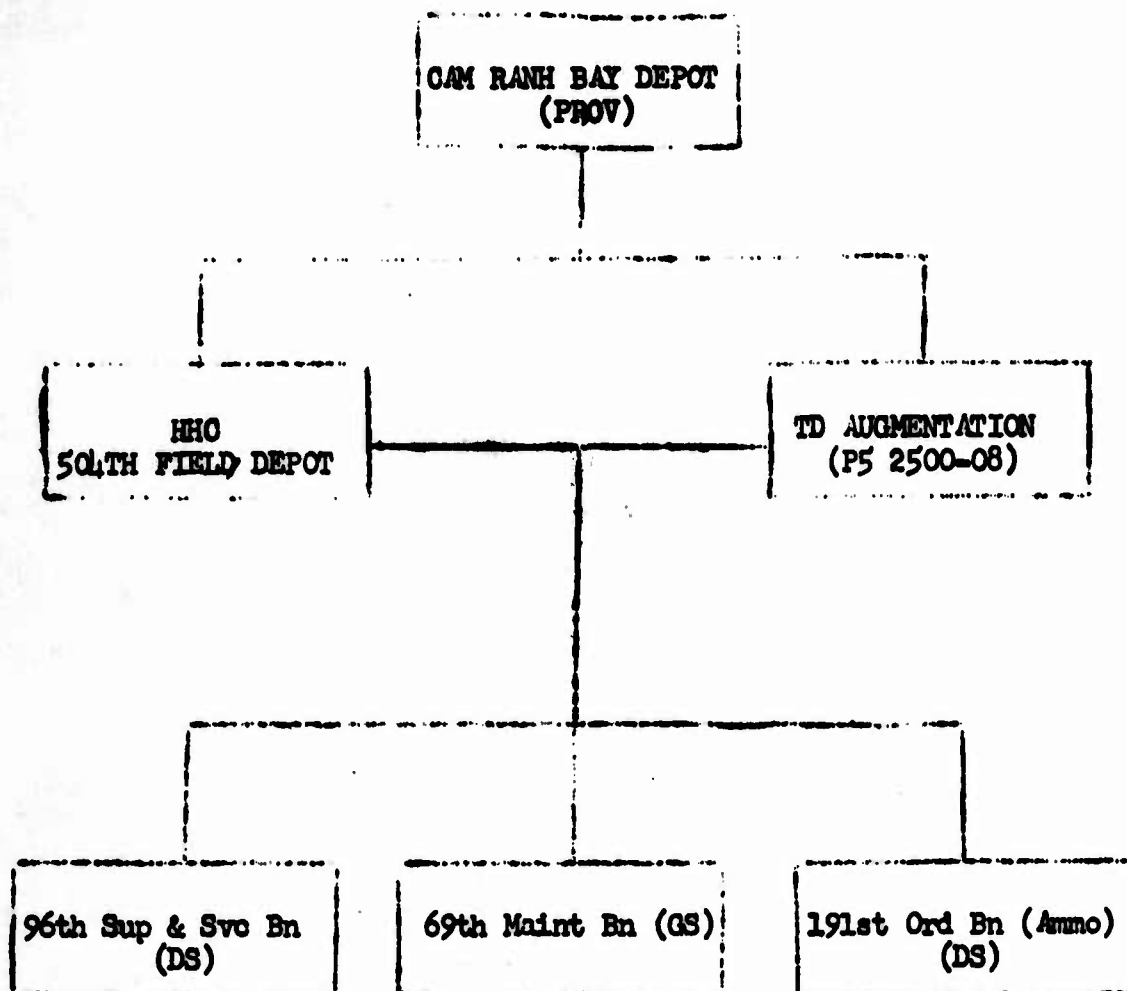 CAM RANH BAY DEPOT
(PROV)
HHC
504TH FIELD DEPOT
TD AUGMENTATION
(P5 2500-08)
96th Sup & Svc Bn
(DS)
69th Maint Bn (GS)
191st Ord Bn (Ammo)
(DS)